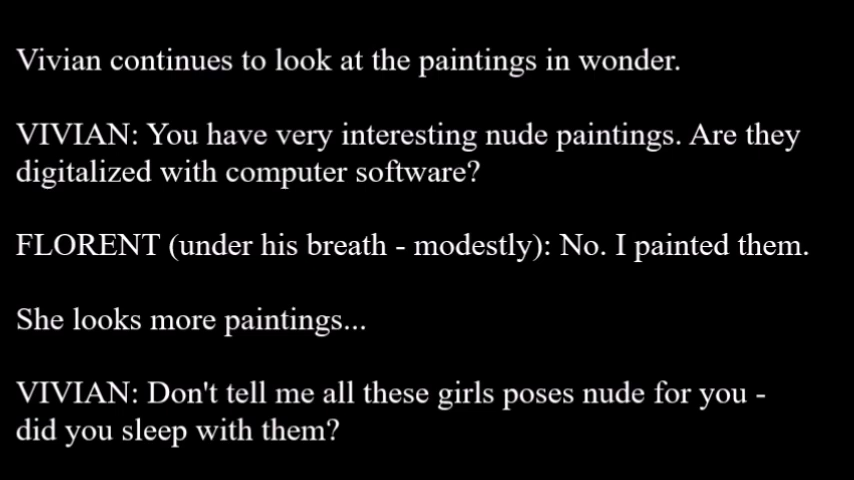 Vivian continues to look at the paintings in wonder.
VIVIAN: You have very interesting nude paintings. Are they
digitalized with computer software?
FLORENT (under his breath - modestly): No. I painted them.
She looks more paintings...
VIVIAN: Don't tell me all these girls poses nude for you -
did you sleep with them?